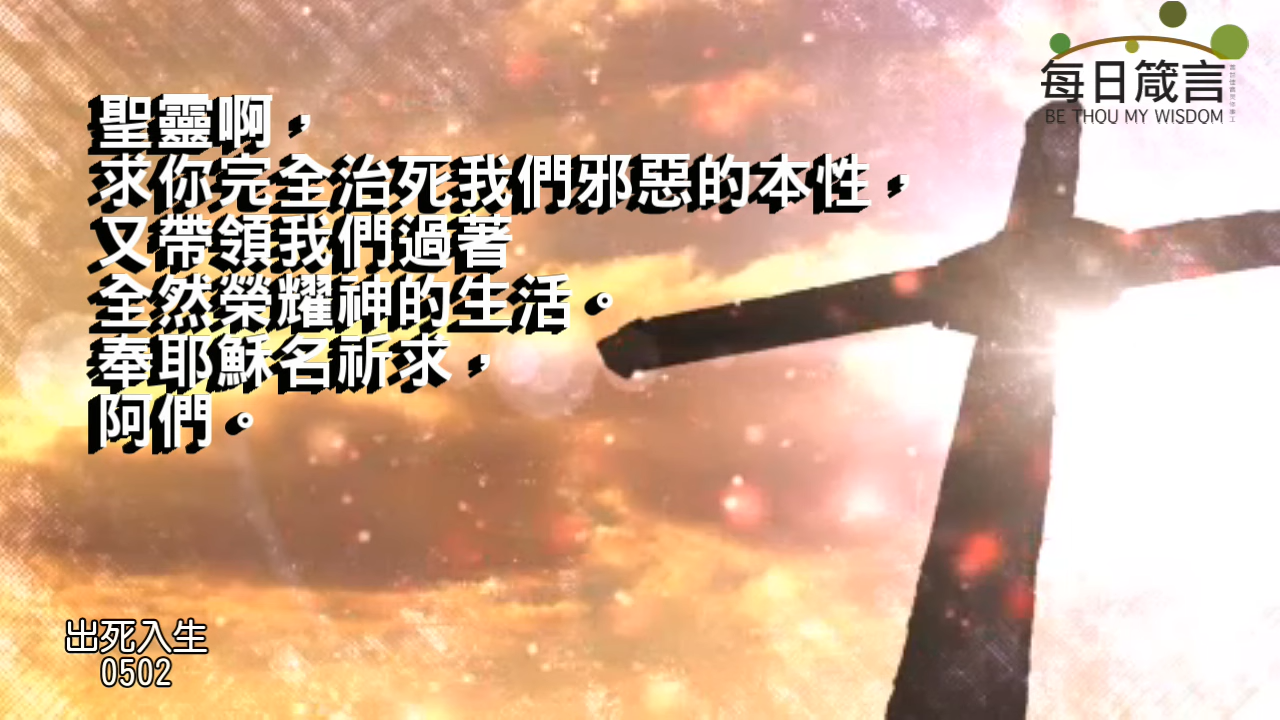 每日箴言
BE THOU MY WISDOM
聖靈啊，
求你完全治死我們邪惡的本性，
又帶領我們過著
全然榮耀神的生活。
奉耶穌名祈求，
阿們。
出死入生
0502